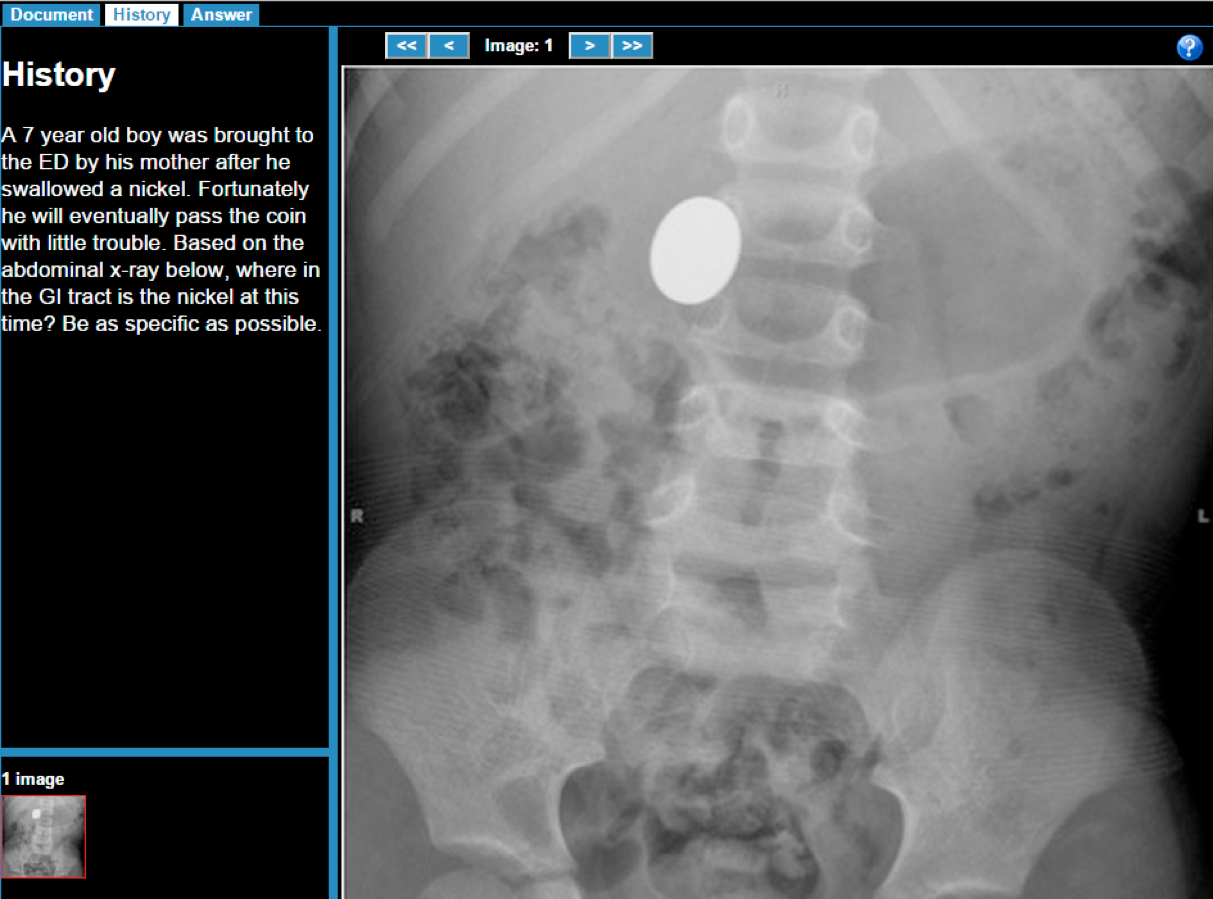 Document History Answer
<< < Image: 1 > >>
?
History
A 7 year old boy was brought to
the ED by his mother after he
swallowed a nickel. Fortunately
he will eventually pass the coin
with little trouble. Based on the
abdominal x-ray below, where in
the GI tract is the nickel at this
time? Be as specific as possible.
H
R
L
1 image